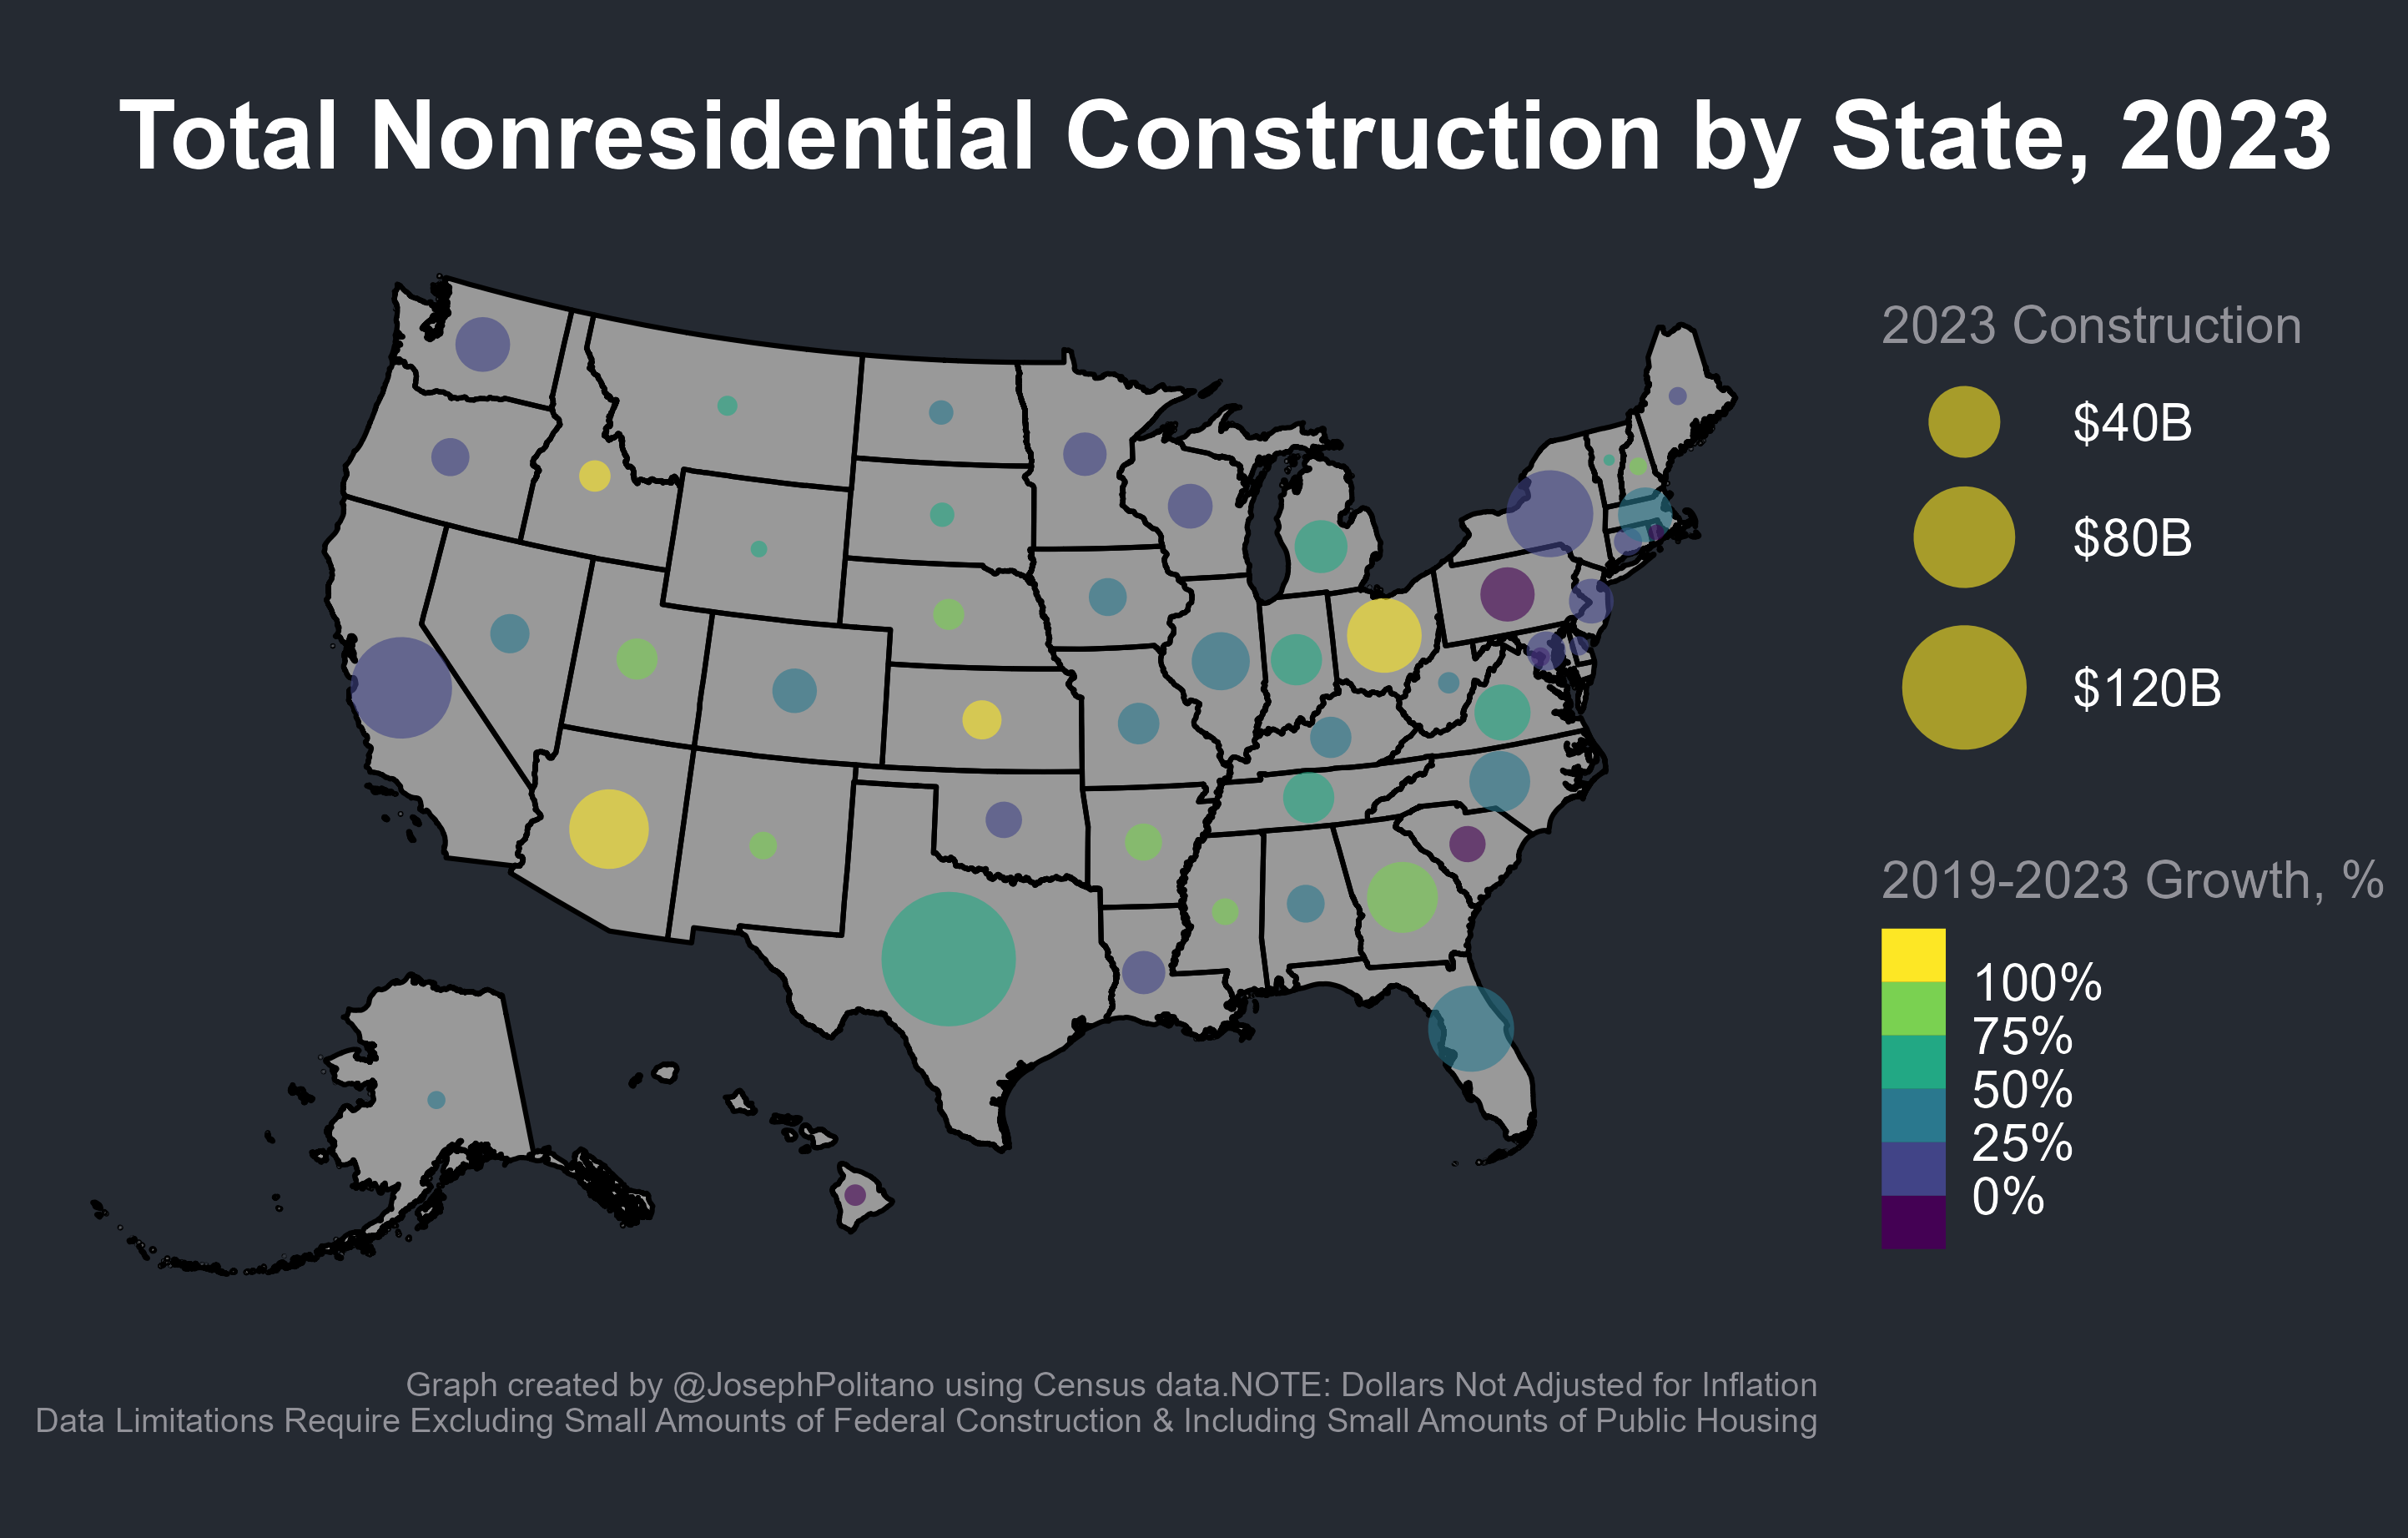 Total Nonresidential Construction by State, 2023
2023 Construction
$40B
$80B
$120B
2019-2023 Growth, %
100%
75%
50%
25%
0%
Graph created by @JosephPolitano using Census data.NOTE: Dollars Not Adjusted for Inflation
Data Limitations Require Excluding Small Amounts of Federal Construction & Including Small Amounts of Public Housing